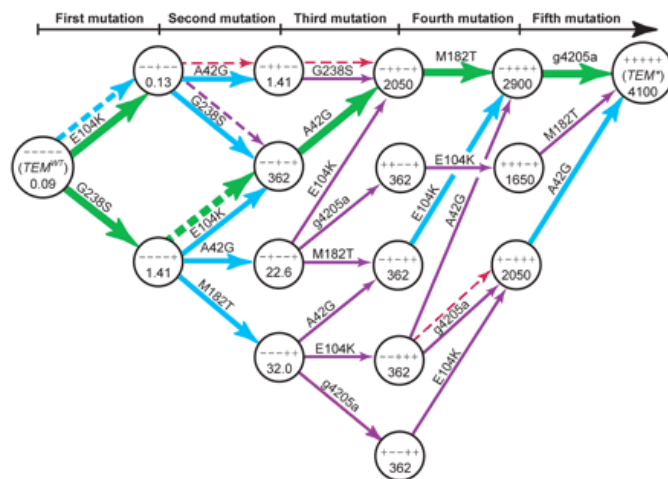 First mutation Second mutation Third mutation Fourth mutation Fifth mutation
A42G
G238S
M182T
g4205a
0.13
1.41
2050
2900
+++++
(TEM*)
4100
E104K
G238S
A42G
M182T
-----
(TEM^WT)
0.09
362
E104K
E104K
362
1650
G238S
E104K
g4205a
E104K
A42G
A42G
A42G
M182T
1.41
22.6
362
2050
M182T
A42G
g4205a
E104K
32.0
362
E104K
g4205a
362